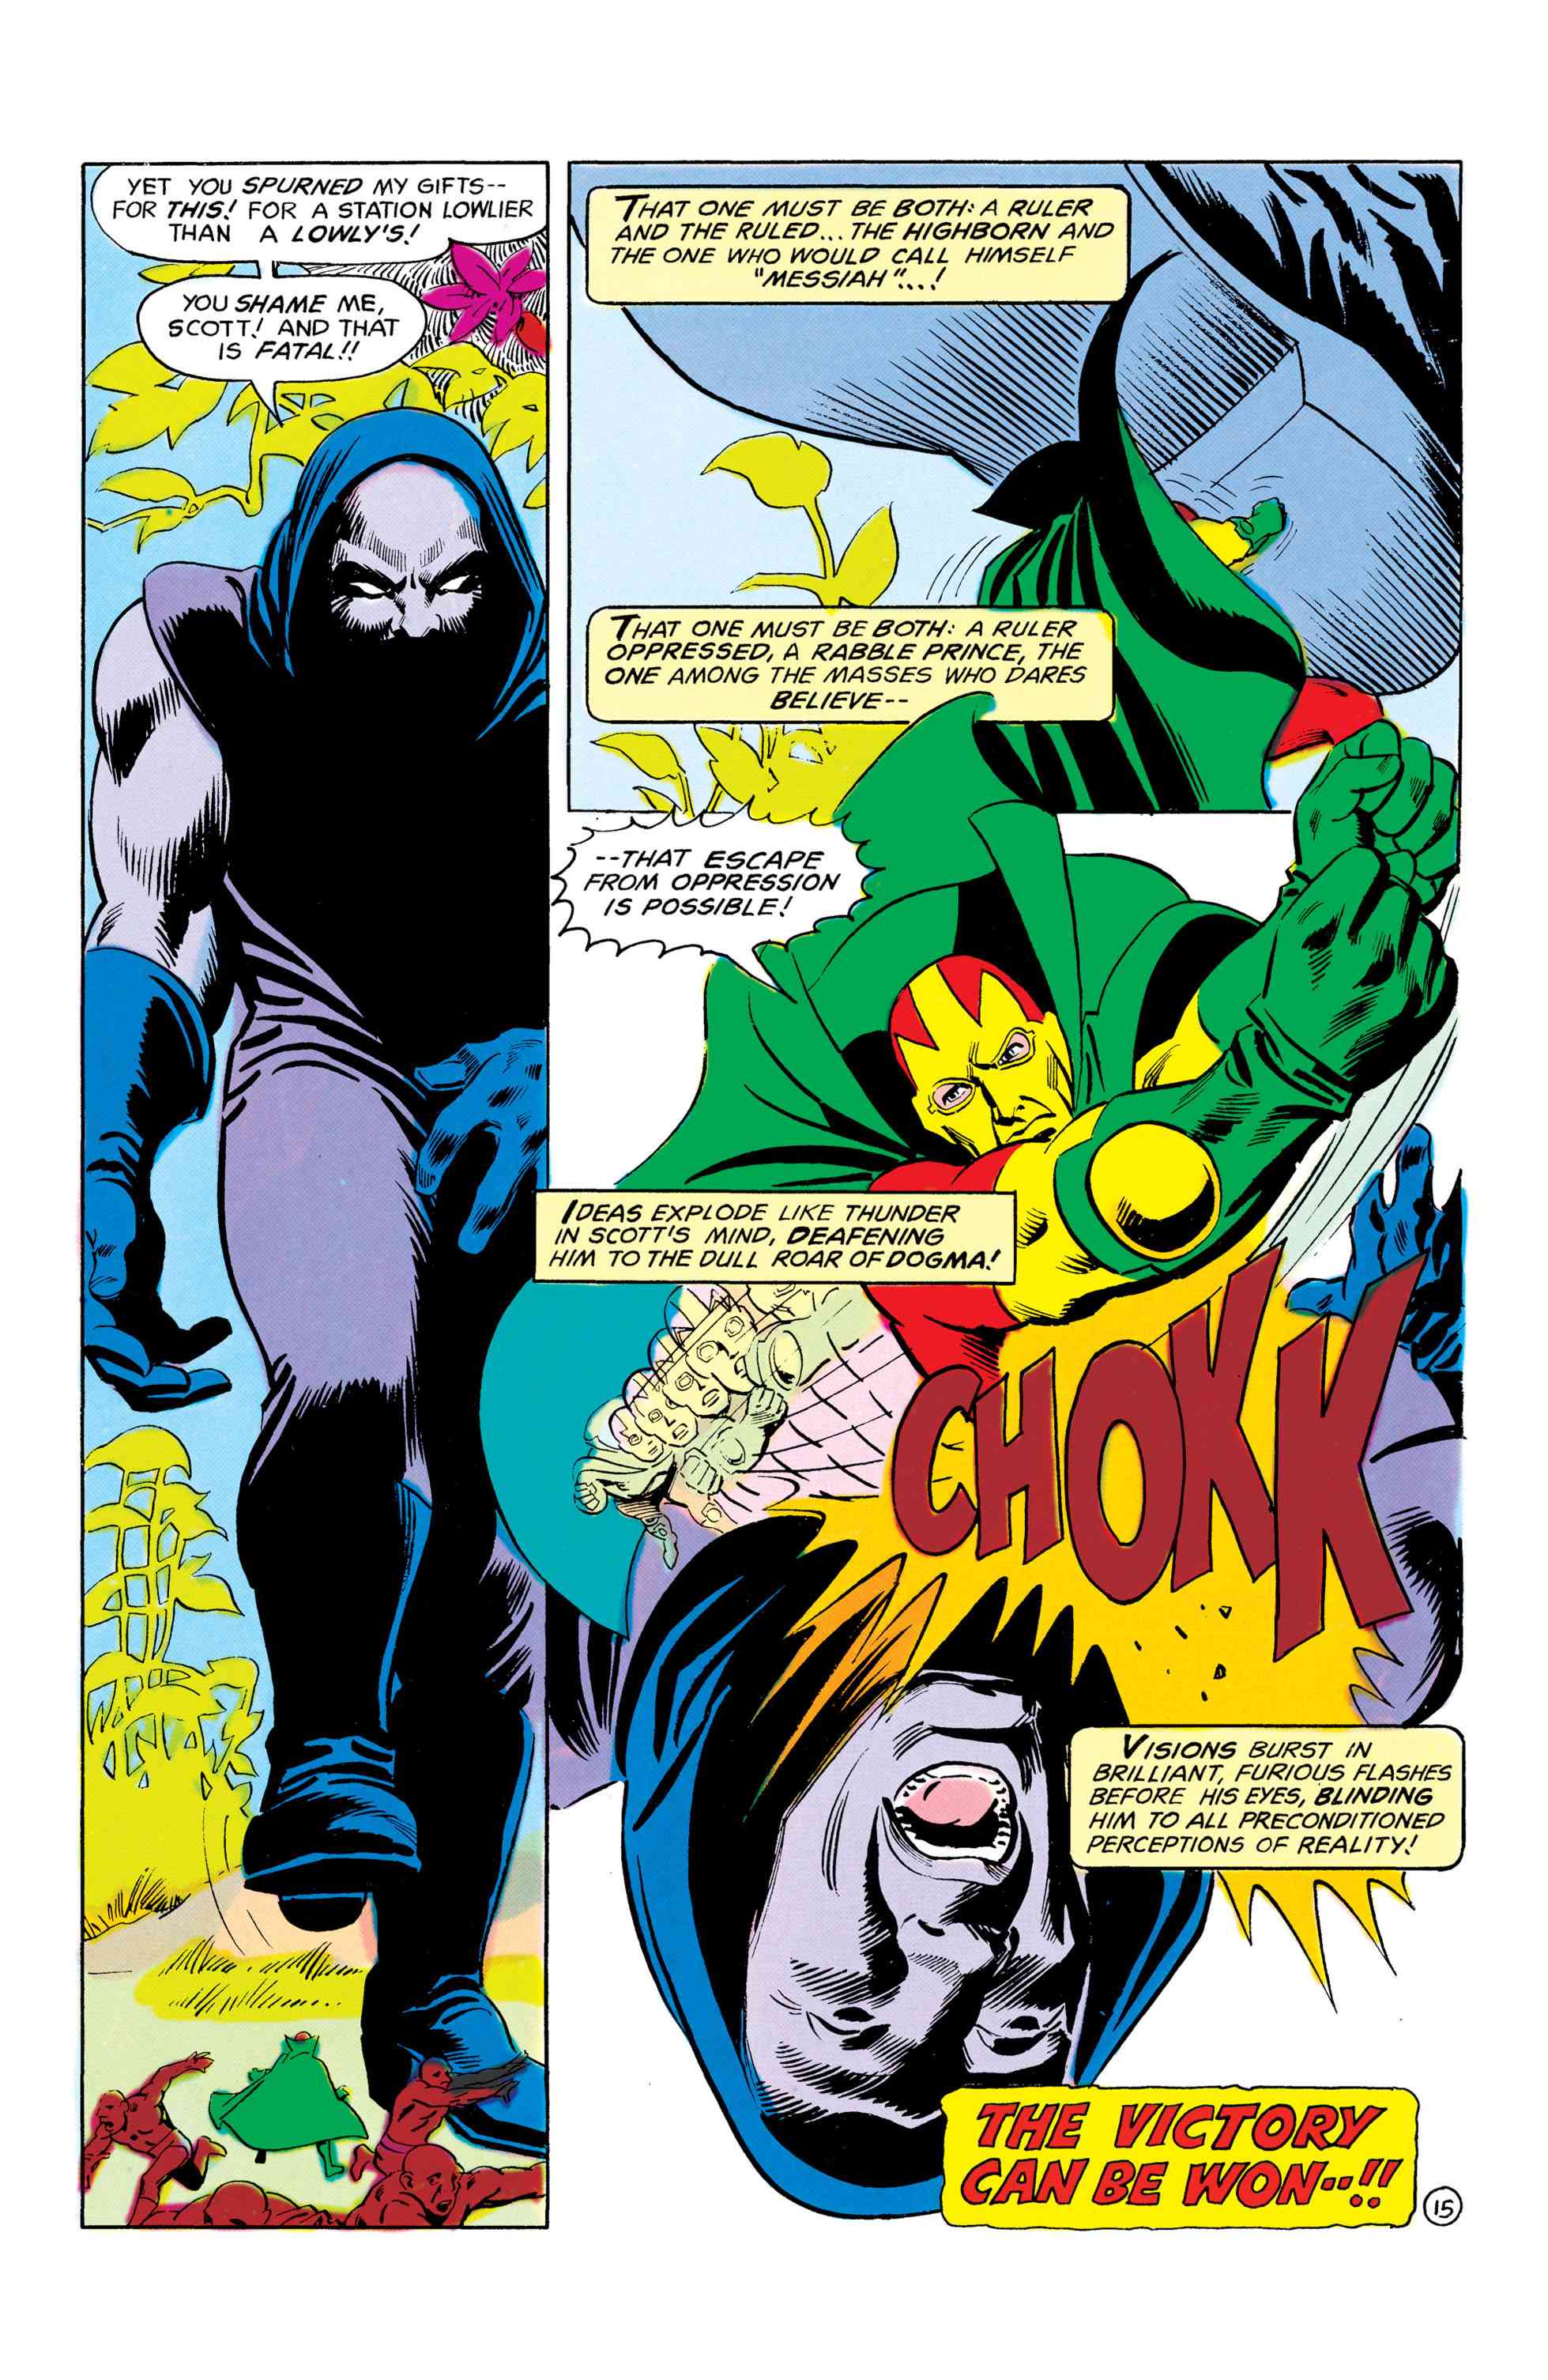 YET YOU SPURNED MY GIFTS--
FOR THIS! FOR A STATION LOWLIER
THAN A LOWLY'S!
YOU SHAME ME,
SCOTT! AND THAT
IS FATAL!!
THAT ONE MUST BE BOTH: A RULER
AND THE RULED... THE HIGHBORN AND
THE ONE WHO WOULD CALL HIMSELF
"MESSIAH"...!
THAT ONE MUST BE BOTH: A RULER
OPPRESSED, A RABBLE PRINCE, THE
ONE AMONG THE MASSES WHO DARES
BELIEVE--
--THAT ESCAPE
FROM OPPRESSION
IS POSSIBLE!
IDEAS EXPLODE LIKE THUNDER
IN SCOTT'S MIND, DEAFENING
HIM TO THE DULL ROAR OF DOGMA!
CHOKK
VISIONS BURST IN
BRILLIANT, FURIOUS FLASHES
BEFORE HIS EYES, BLINDING
HIM TO ALL PRECONDITIONED
PERCEPTIONS OF REALITY!
THE VICTORY
CAN BE WON--!!
15